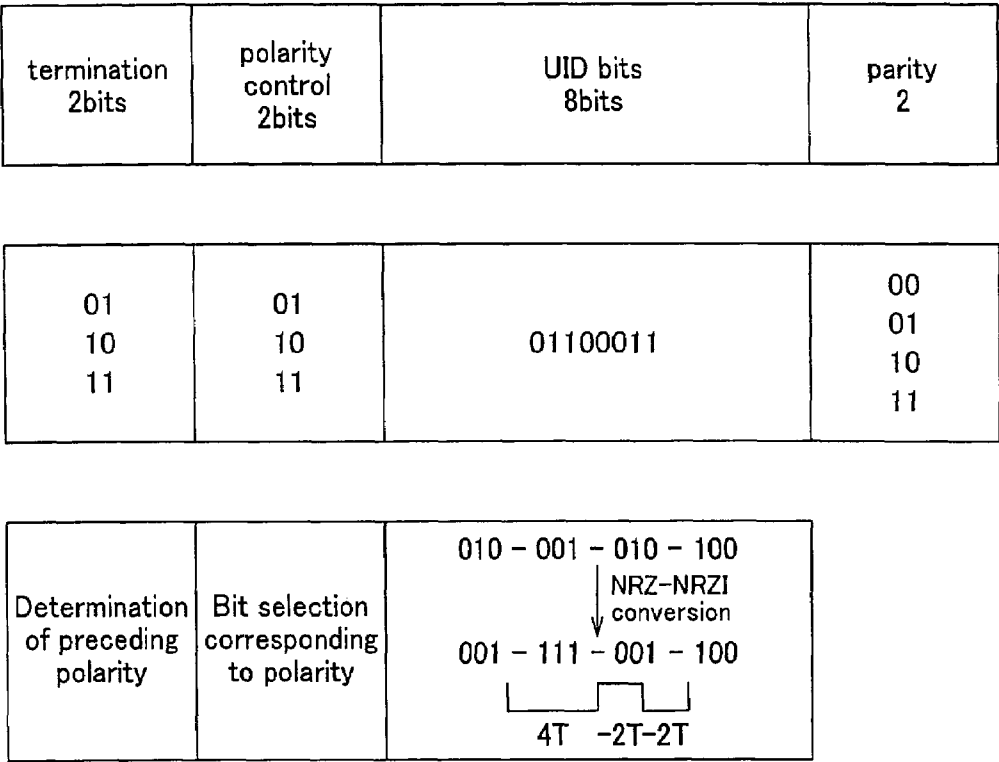 termination
2bits
polarity
control
2bits
UID bits
8bits
parity
2
01
10
11
01
10
11
01100011
00
01
10
11
Determination
of preceding
polarity
Bit selection
corresponding
to polarity
010 - 001 - 010 - 100
NRZ-NRZI
conversion
001 - 111 - 001 - 100
4T -2T-2T